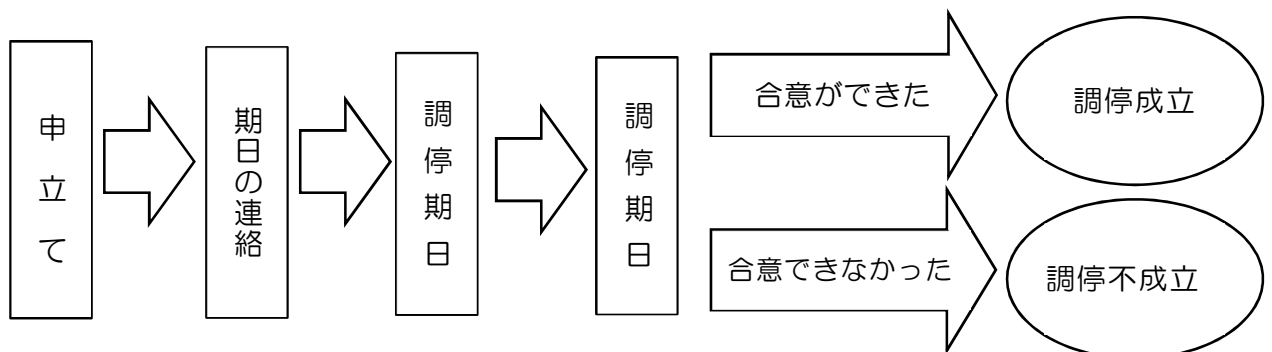 申立て
期日の連絡
調停期日
調停期日
合意ができた
調停成立
合意できなかった
調停不成立